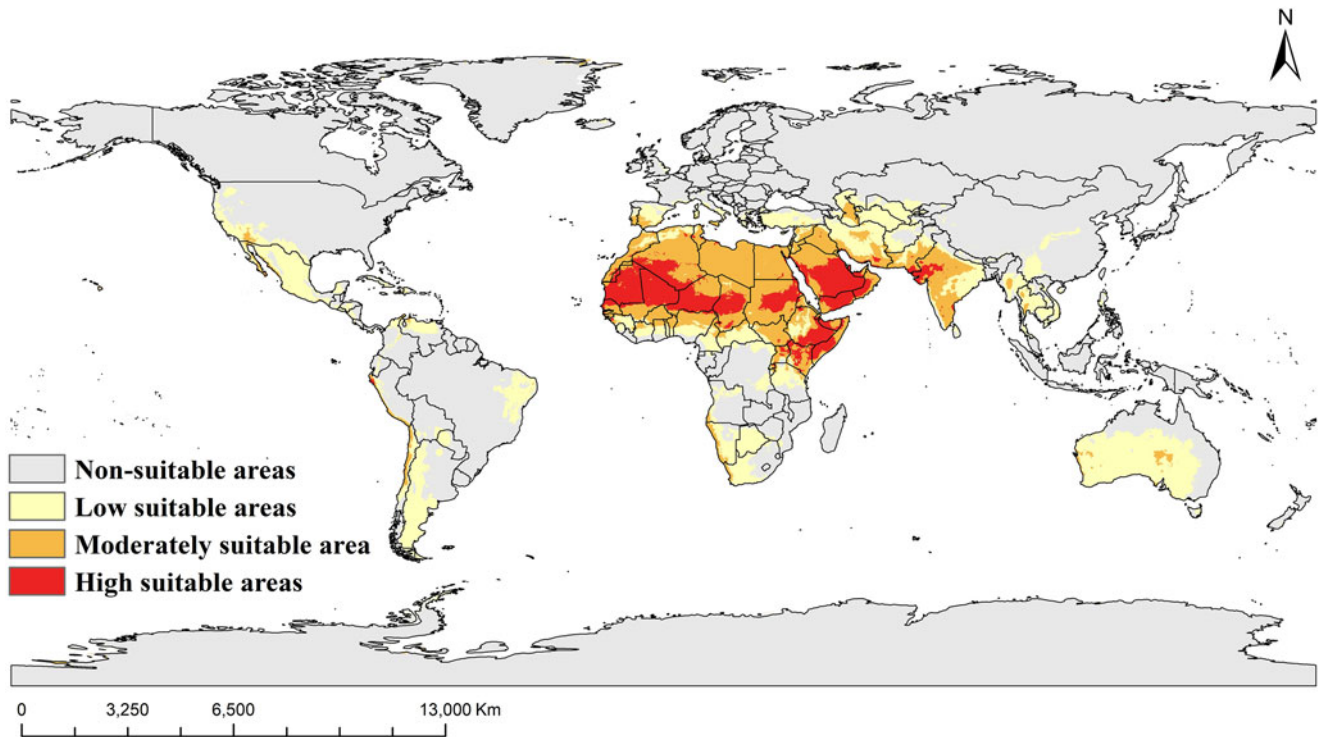 N
Non-suitable areas
Low suitable areas
Moderately suitable area
High suitable areas
0 3,250 6,500 13,000 Km